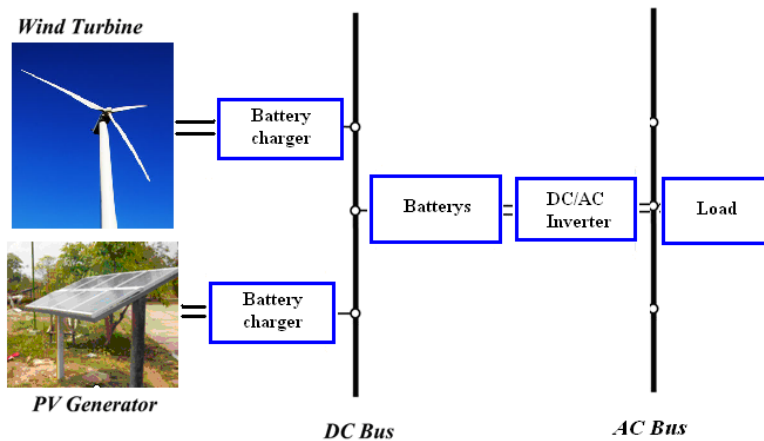 Wind Turbine
Battery
charger
Batterys
DC/AC
Inverter
Load
Battery
charger
PV Generator
DC Bus
AC Bus